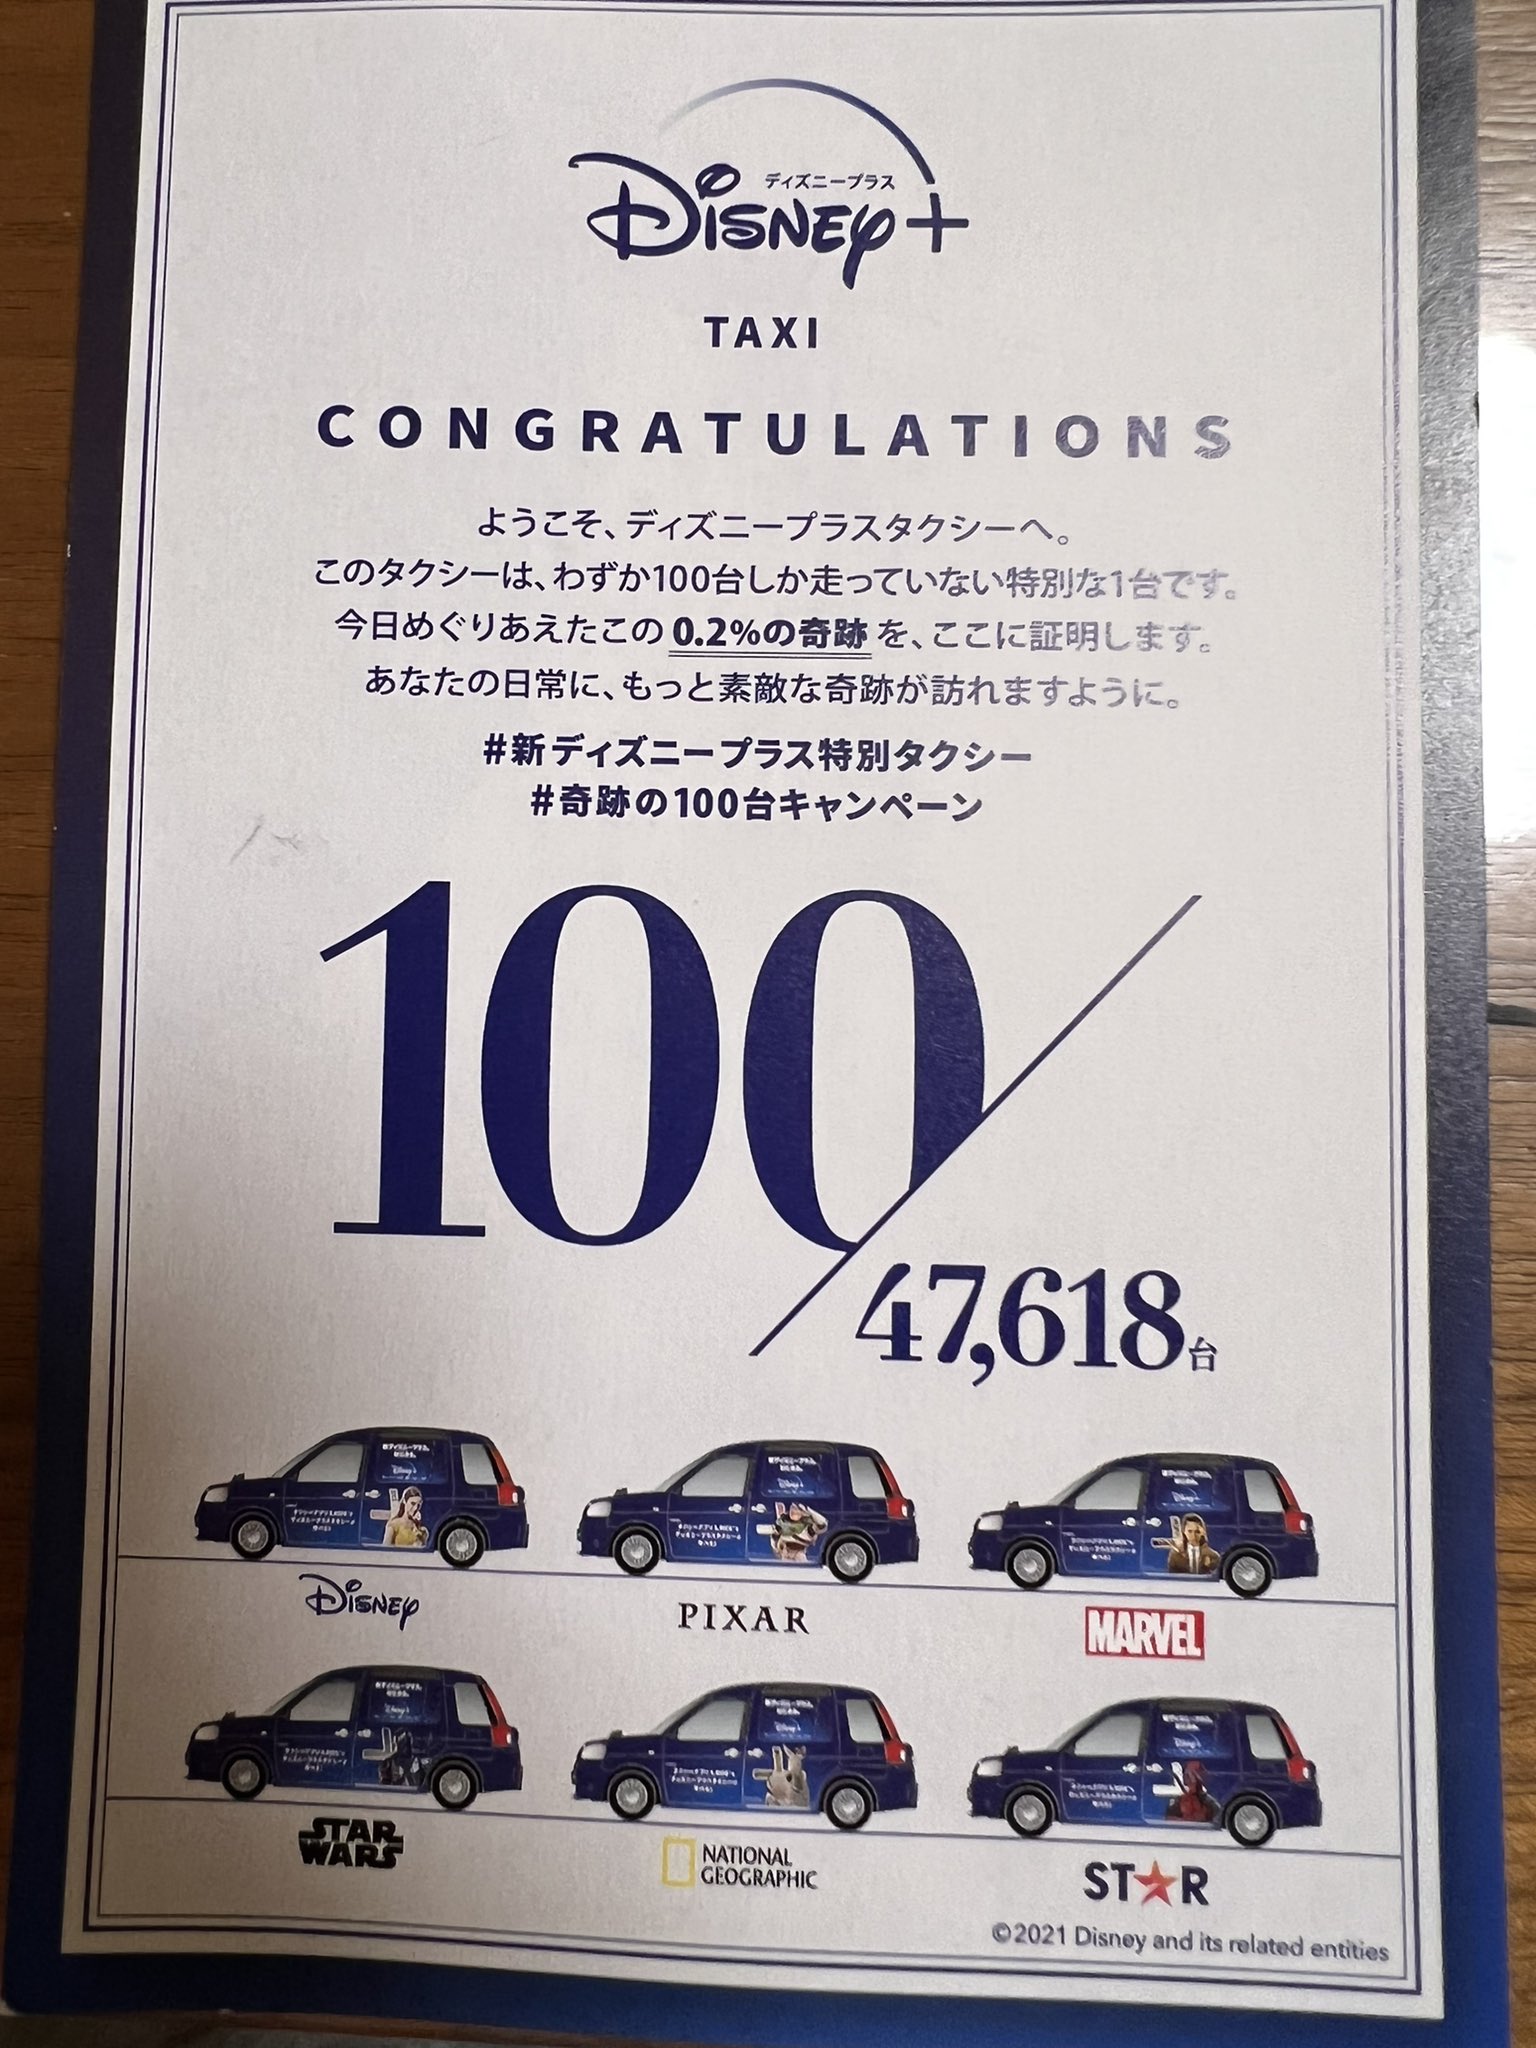 ディズニープラス
Disney+
TAXI
CONGRATULATIONS
ようこそ、ディズニープラスタクシーへ。
このタクシーは、わずか100台しか走っていない特別な1台です。
今日めぐりあえたこの 0.2%の奇跡 を、ここに証明します。
あなたの日常に、もっと素敵な奇跡が訪れますように。
#新ディズニープラス特別タクシー
#奇跡の100台キャンペーン
100/
47,618台
Disney
PIXAR
MARVEL
STAR WARS
NATIONAL GEOGRAPHIC
STAR
©2021 Disney and its related entities